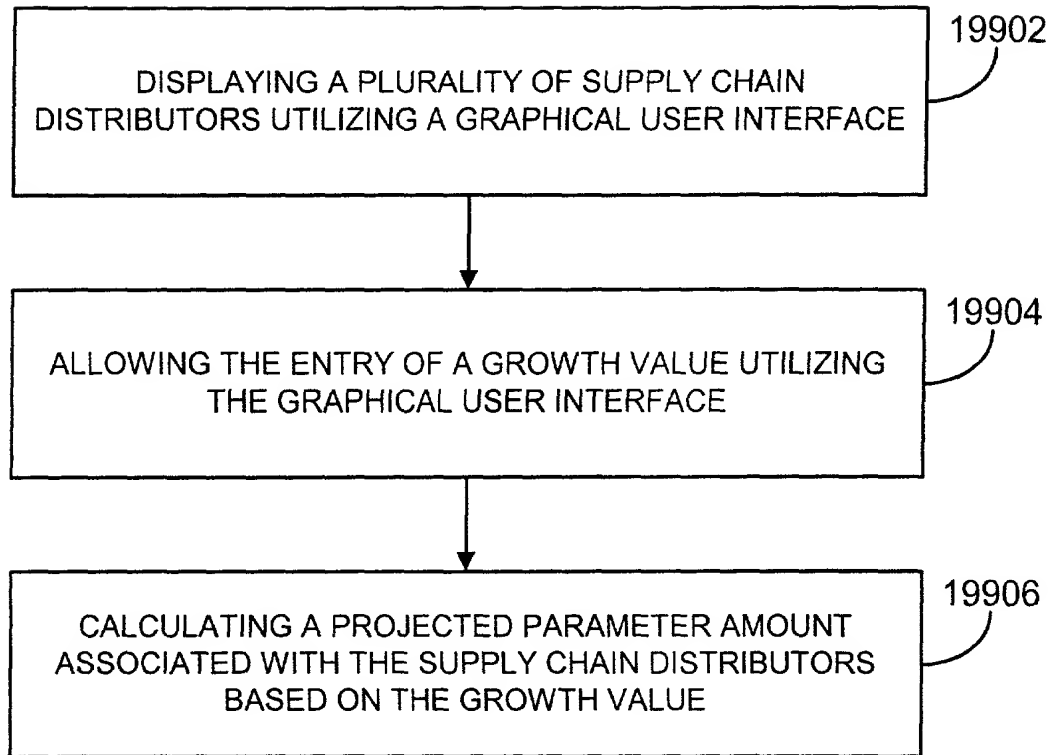 19902
DISPLAYING A PLURALITY OF SUPPLY CHAIN
DISTRIBUTORS UTILIZING A GRAPHICAL USER INTERFACE
19904
ALLOWING THE ENTRY OF A GROWTH VALUE UTILIZING
THE GRAPHICAL USER INTERFACE
19906
CALCULATING A PROJECTED PARAMETER AMOUNT
ASSOCIATED WITH THE SUPPLY CHAIN DISTRIBUTORS
BASED ON THE GROWTH VALUE